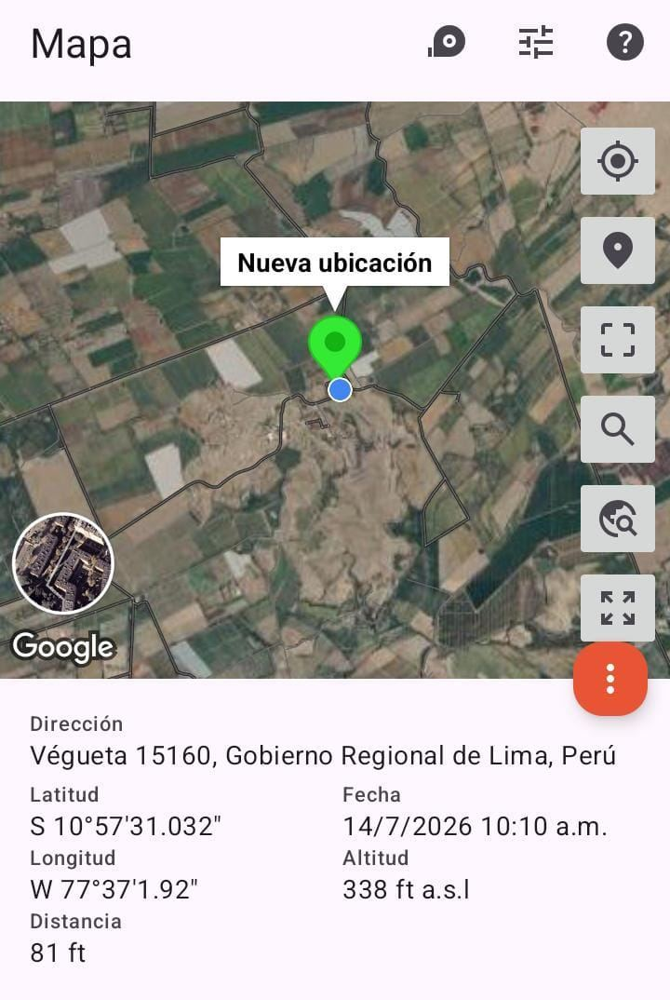 Mapa
Nueva ubicación
Google
Dirección
Végueta 15160, Gobierno Regional de Lima, Perú
Latitud
S 10°57'31.032"
Fecha
14/7/2026 10:10 a.m.
Longitud
W 77°37'1.92"
Altitud
338 ft a.s.l
Distancia
81 ft